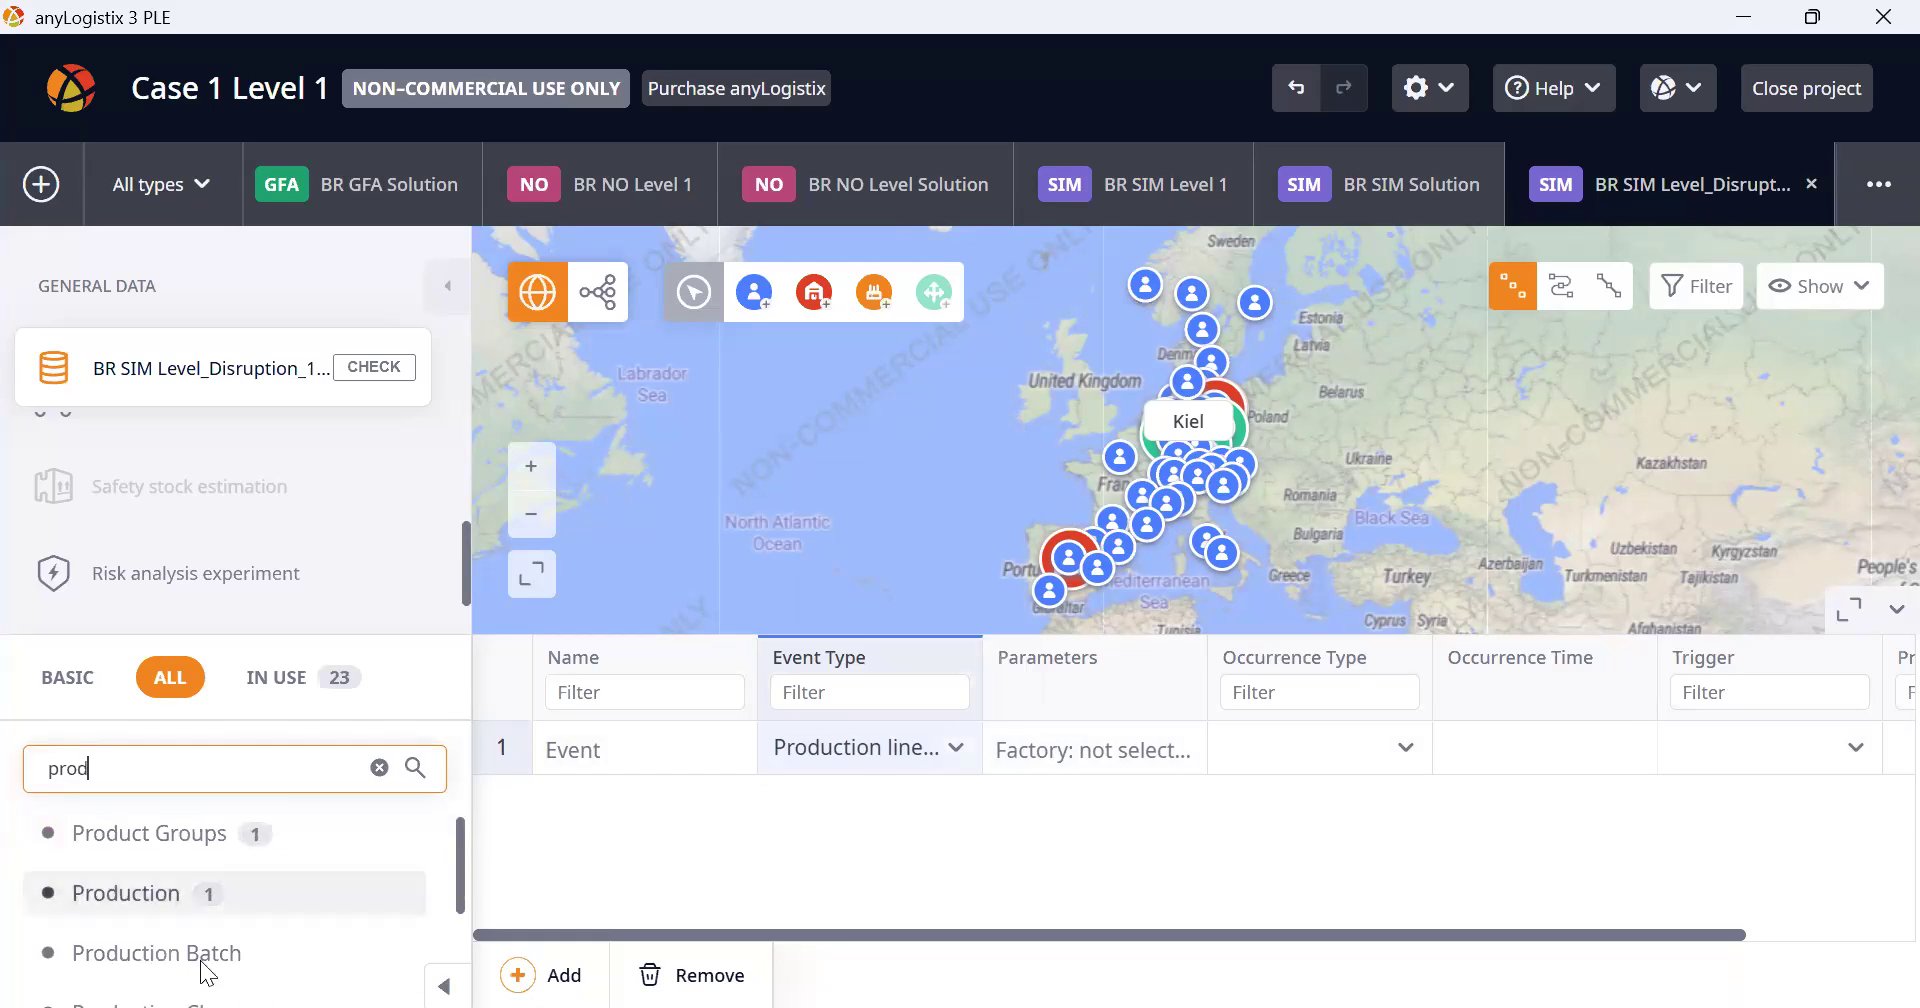 anyLogistix 3 PLE
Case 1 Level 1
NON-COMMERCIAL USE ONLY
Purchase anyLogistix
Help
Close project
All types
GFA BR GFA Solution
NO BR NO Level 1
NO BR NO Level Solution
SIM BR SIM Level 1
SIM BR SIM Solution
SIM BR SIM Level_Disrupt...
GENERAL DATA
BR SIM Level_Disruption_1...
CHECK
Safety stock estimation
Risk analysis experiment
BASIC
ALL
IN USE 23
prod
Product Groups 1
Production 1
Production Batch
Filter
Show
Sweden
Estonia
Latvia
United Kingdom
Belarus
Labrador
Sea
Kiel
Poland
Ukraine
Kazakhstan
Romania
North Atlantic
Ocean
Black Sea
Bulgaria
Uzbekistan
Kyrgyzstan
Greece
Turkey
Azerbaijan
Turkmenistan
Tajikistan
People's
Sea
Cyprus
Syria
Afghanistan
Tunisia
NON-COMMERCIAL USE ONLY
Name
Event Type
Parameters
Occurrence Type
Occurrence Time
Trigger
Filter
Filter
Filter
Filter
1
Event
Production line...
Factory: not select...
Add
Remove